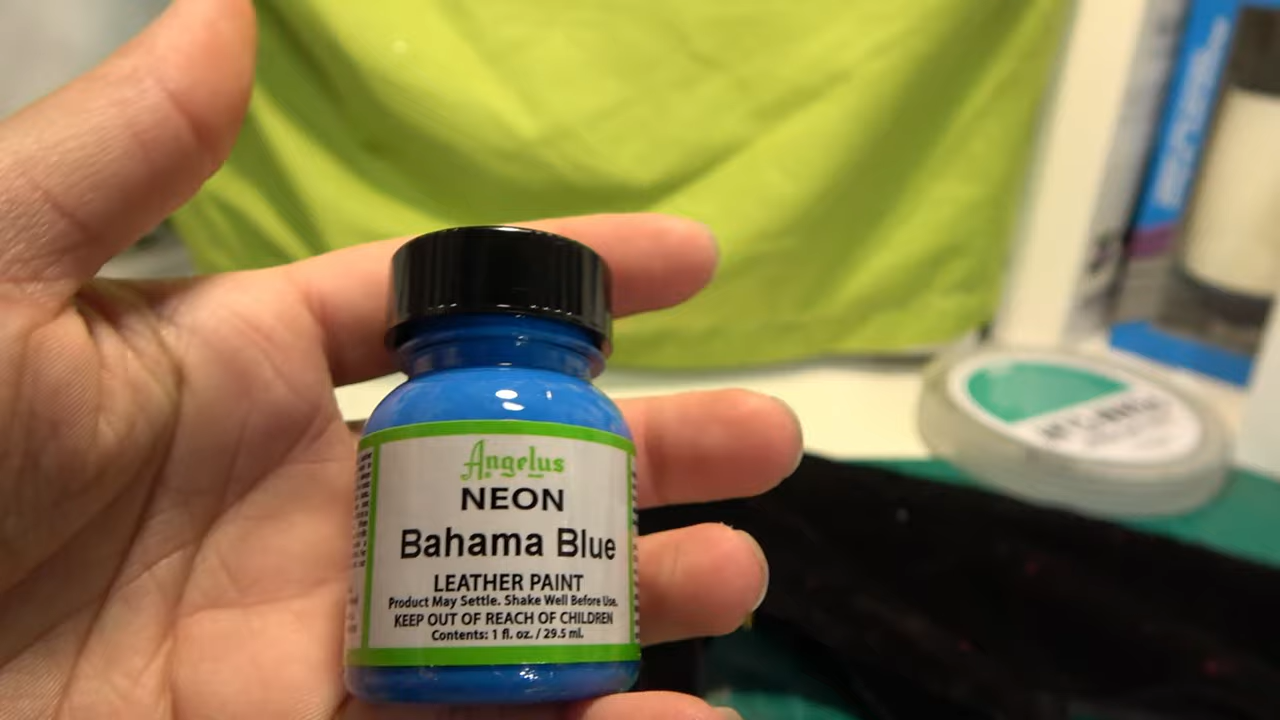 Angelus
NEON
Bahama Blue
LEATHER PAINT
Product May Settle. Shake Well Before Use.
KEEP OUT OF REACH OF CHILDREN
Contents: 1 fl. oz. / 29.5 ml.